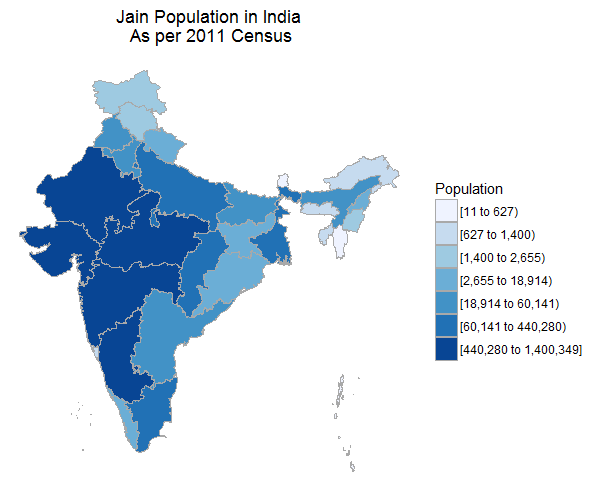 Jain Population in India
As per 2011 Census
Population
[11 to 627)
[627 to 1,400)
[1,400 to 2,655)
[2,655 to 18,914)
[18,914 to 60,141)
[60,141 to 440,280)
[440,280 to 1,400,349]